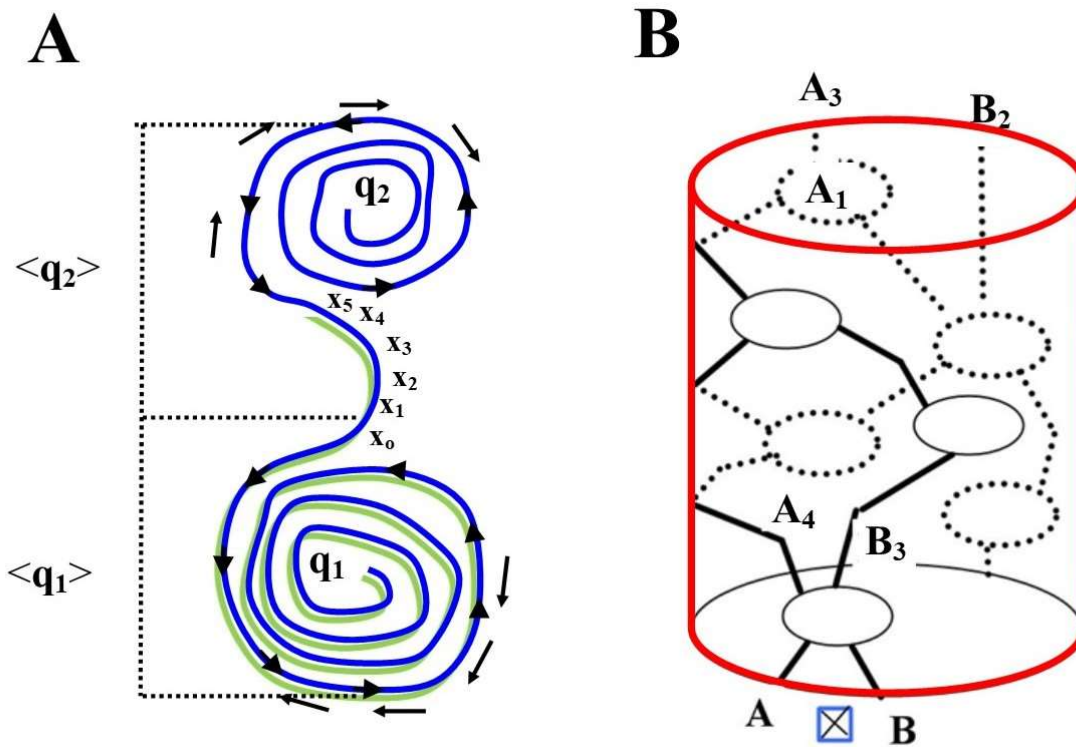 A
q₂
<q₂>
x₅
x₄
x₃
x₂
x₁
xₒ
q₁
<q₁>
B
A₃
B₂
A₁
A₄
B₃
A
B